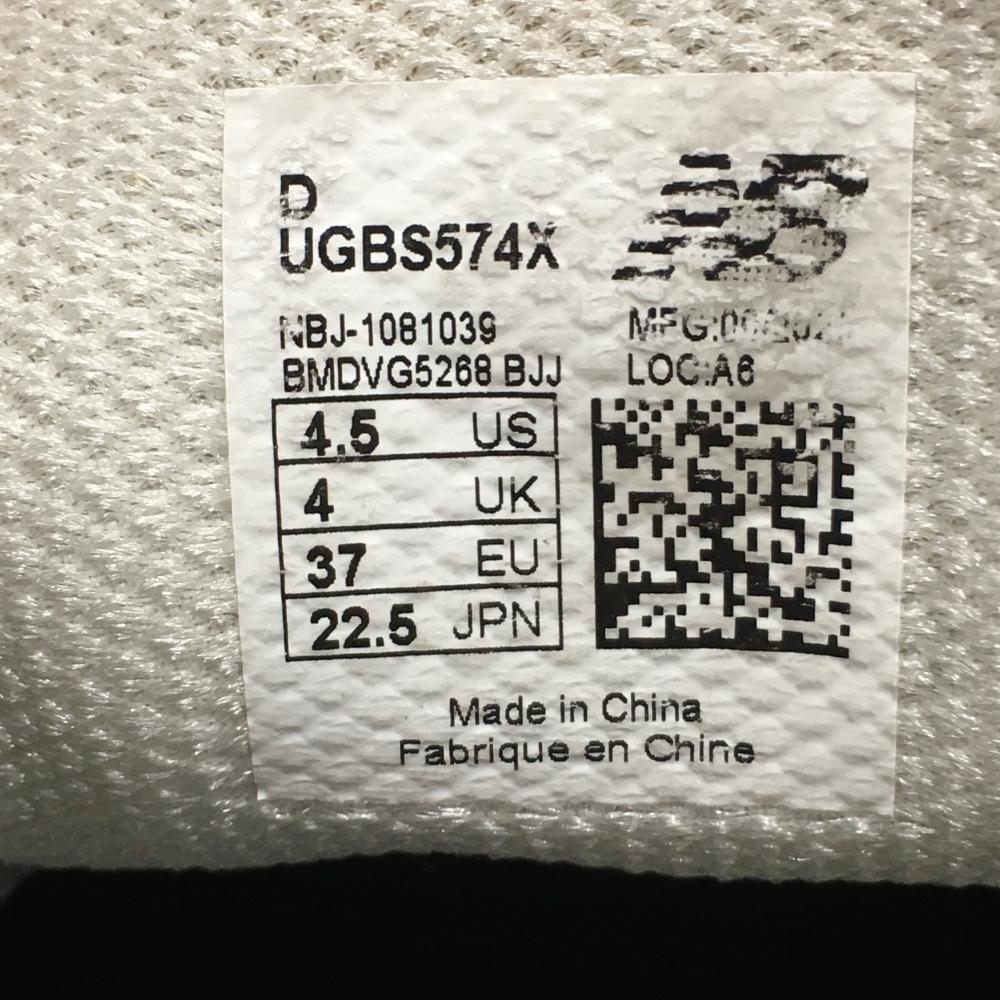 D
UGBS574X
NBJ-1081039
BMDVG5268 BJJ
LOC:A6
4.5 US
4 UK
37 EU
22.5 JPN
Made in China
Fabrique en Chine